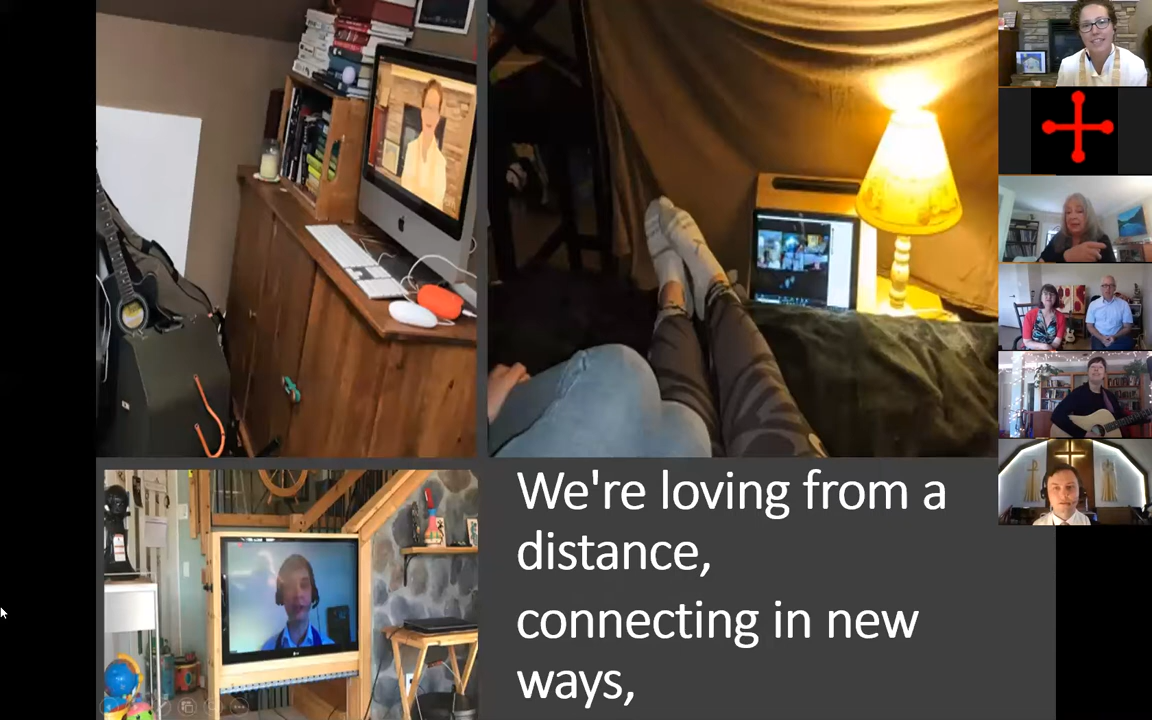 We're loving from a
distance,
connecting in new
ways,